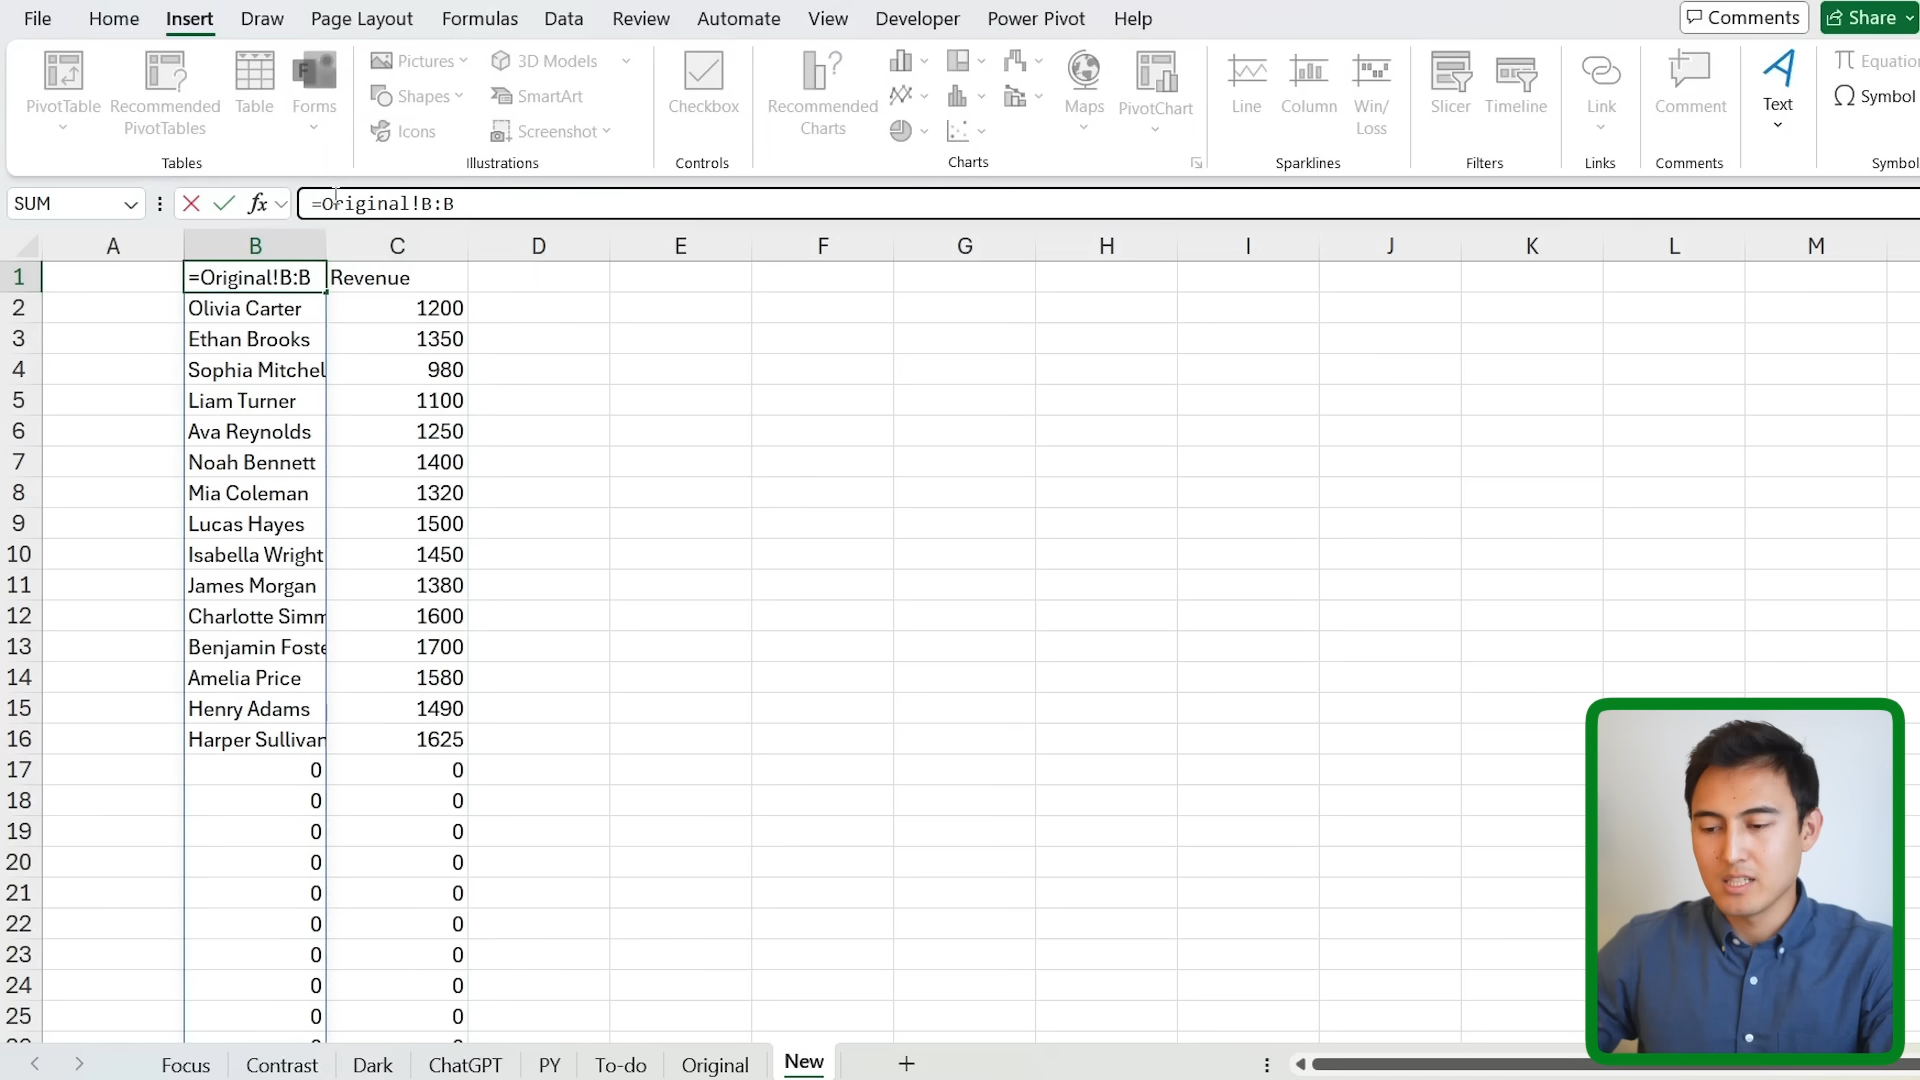 File Home Insert Draw Page Layout Formulas Data Review Automate View Developer Power Pivot Help Comments Share
PivotTable
Recommended PivotTables
Table
Forms
Tables
Pictures
Shapes
Icons
3D Models
SmartArt
Screenshot
Illustrations
Checkbox
Controls
Recommended Charts
Maps
PivotChart
Charts
Line
Column
Win/
Loss
Sparklines
Slicer
Timeline
Filters
Link
Links
Comment
Comments
Text
Equatio
Symbol
Symbol
SUM fx =Original!B:B
A B C D E F G H I J K L M
1 =Original!B:B Revenue
2 Olivia Carter 1200
3 Ethan Brooks 1350
4 Sophia Mitchel 980
5 Liam Turner 1100
6 Ava Reynolds 1250
7 Noah Bennett 1400
8 Mia Coleman 1320
9 Lucas Hayes 1500
10 Isabella Wright 1450
11 James Morgan 1380
12 Charlotte Simm 1600
13 Benjamin Foste 1700
14 Amelia Price 1580
15 Henry Adams 1490
16 Harper Sullivan 1625
17 0 0
18 0 0
19 0 0
20 0 0
21 0 0
22 0 0
23 0 0
24 0 0
25 0 0
Focus Contrast Dark ChatGPT PY To-do Original New